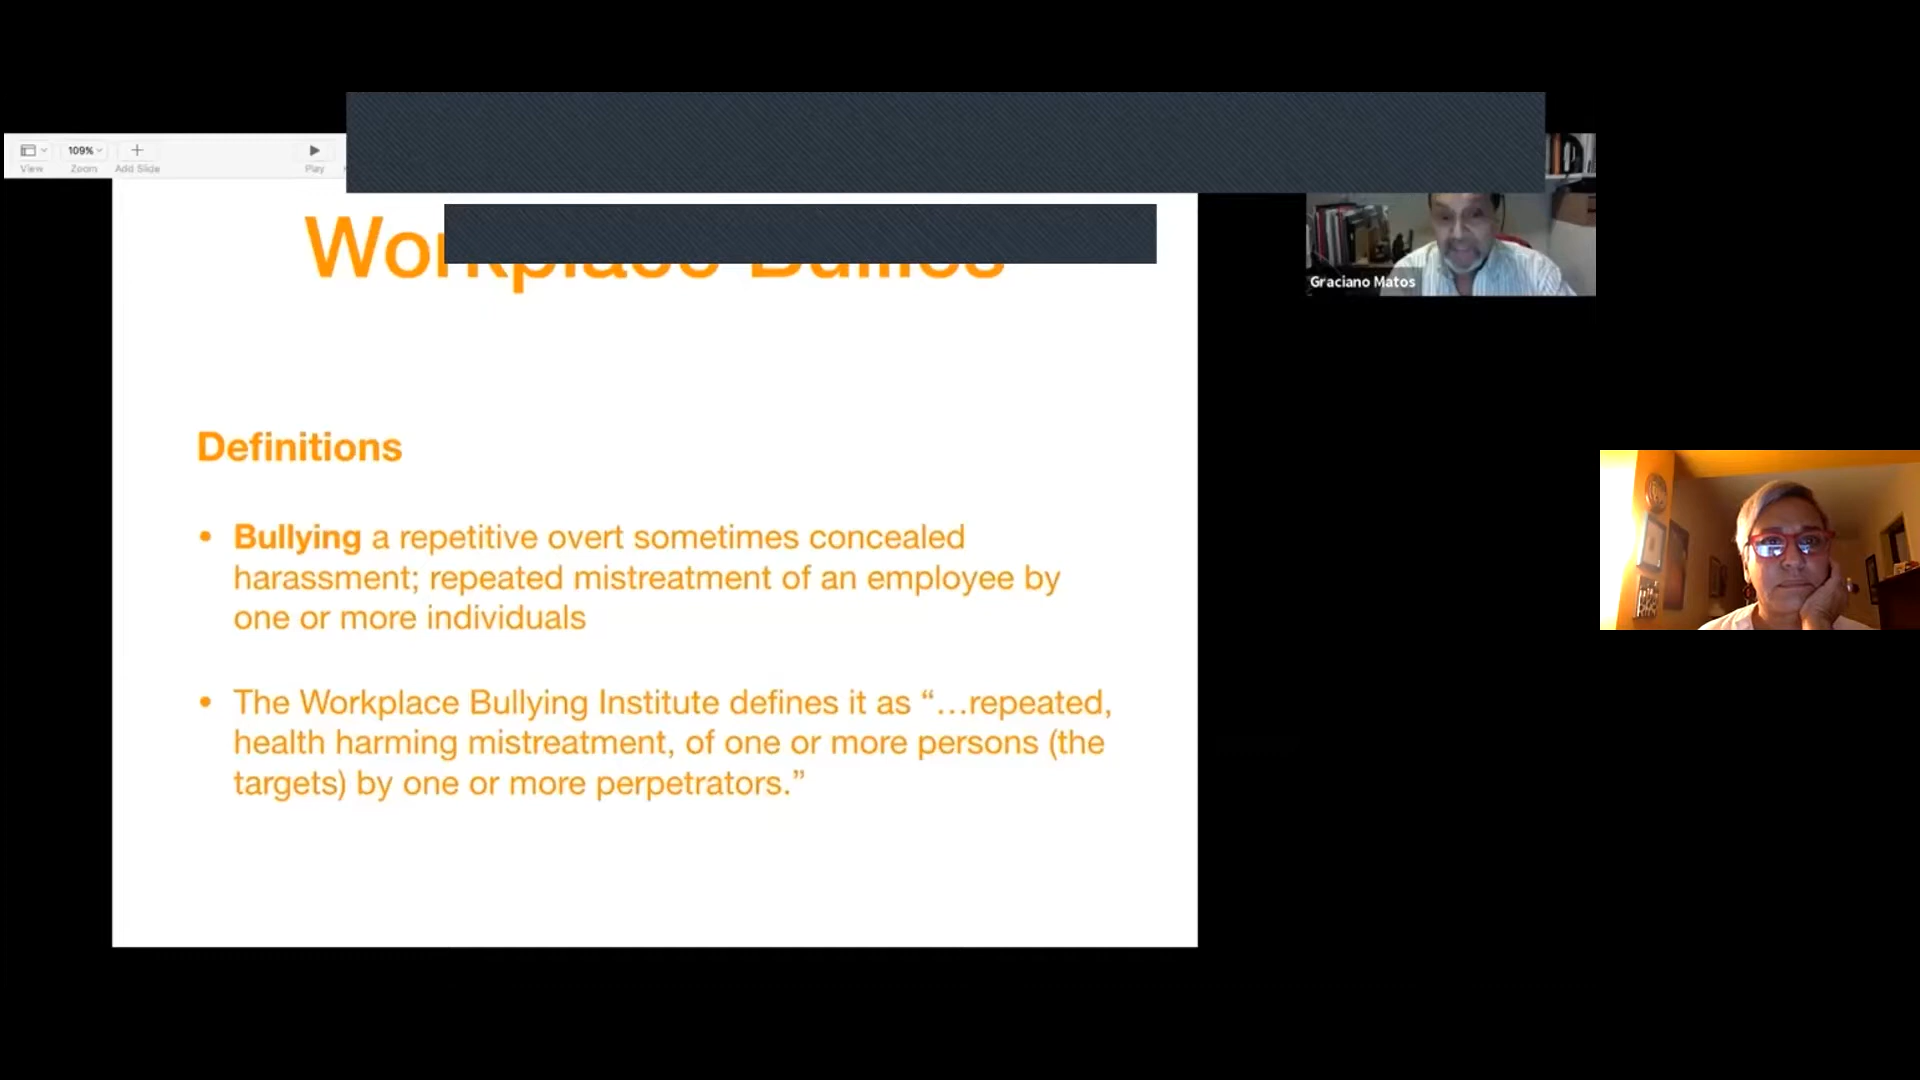 109%
View Zoom Add Slide Play
Workplace Bullies
Definitions
• Bullying a repetitive overt sometimes concealed
harassment; repeated mistreatment of an employee by
one or more individuals
• The Workplace Bullying Institute defines it as “…repeated,
health harming mistreatment, of one or more persons (the
targets) by one or more perpetrators.”
Graciano Matos